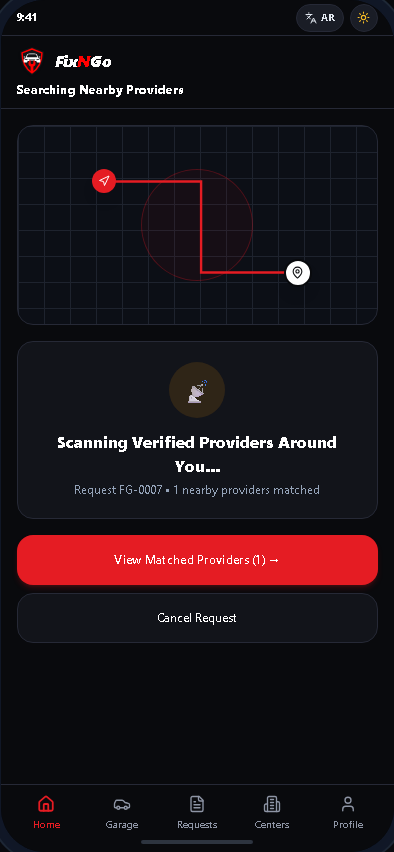 9:41
AR
FixNGo
Searching Nearby Providers
Scanning Verified Providers Around
You...
Request FG-0007 • 1 nearby providers matched
View Matched Providers (1) →
Cancel Request
Home
Garage
Requests
Centers
Profile